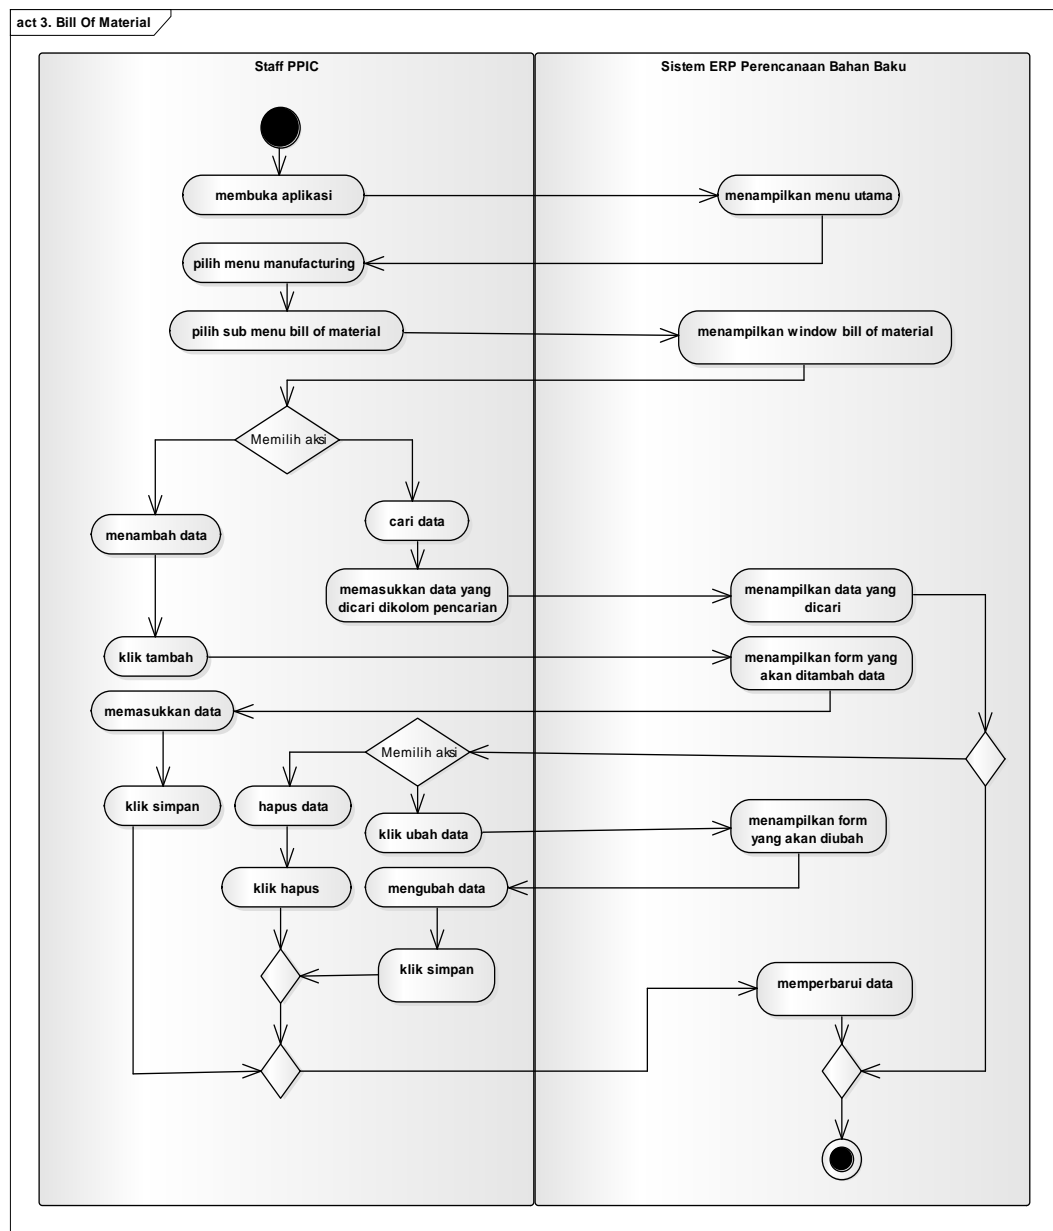 act 3. Bill Of Material
Staff PPIC
Sistem ERP Perencanaan Bahan Baku
membuka aplikasi
menampilkan menu utama
pilih menu manufacturing
pilih sub menu bill of material
menampilkan window bill of material
Memilih aksi
menambah data
cari data
memasukkan data yang
dicari dikolom pencarian
menampilkan data yang
dicari
klik tambah
menampilkan form yang
akan ditambah data
memasukkan data
Memilih aksi
klik simpan
hapus data
klik ubah data
menampilkan form
yang akan diubah
klik hapus
mengubah data
klik simpan
memperbarui data